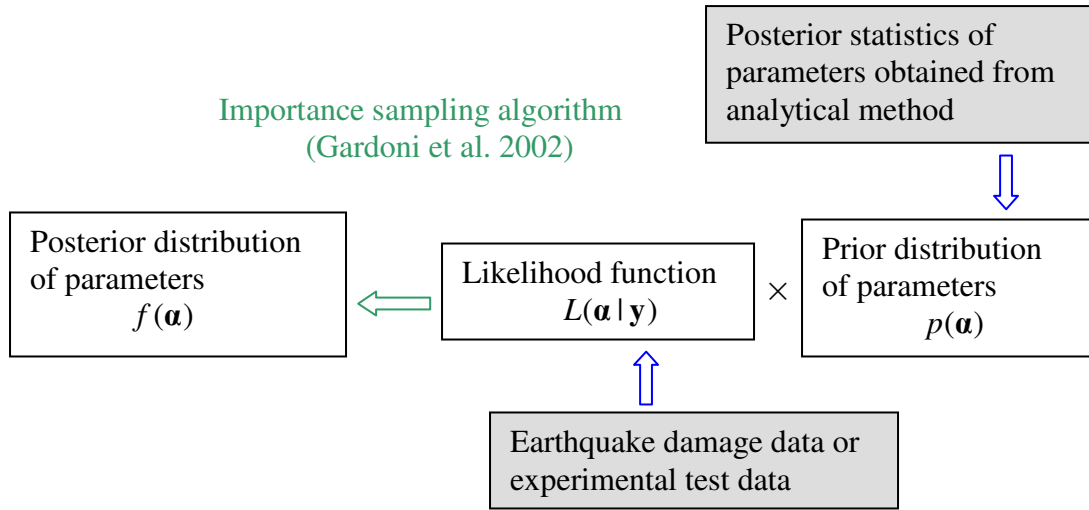 Posterior statistics of
parameters obtained from
analytical method
Importance sampling algorithm
(Gardoni et al. 2002)
Posterior distribution
of parameters
f(α)
Likelihood function
L(α | y)
×
Prior distribution
of parameters
p(α)
Earthquake damage data or
experimental test data